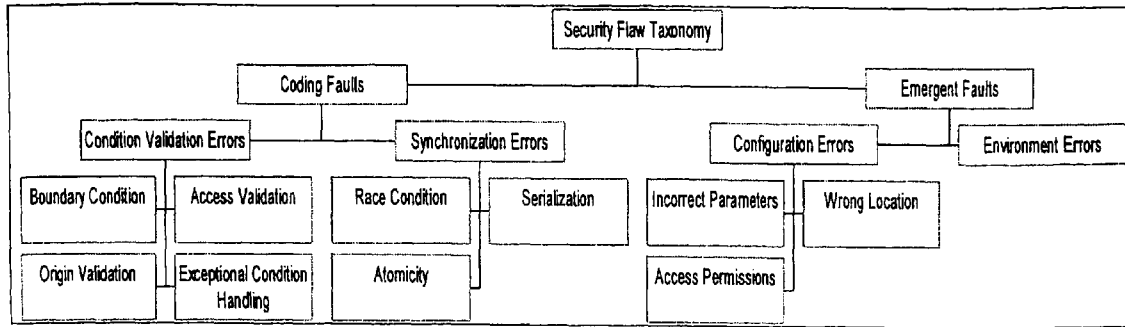 Security Flaw Taxonomy
Coding Faults
Emergent Faults
Condition Validation Errors
Synchronization Errors
Configuration Errors
Environment Errors
Boundary Condition
Access Validation
Race Condition
Serialization
Incorrect Parameters
Wrong Location
Origin Validation
Exceptional Condition
Handling
Atomicity
Access Permissions